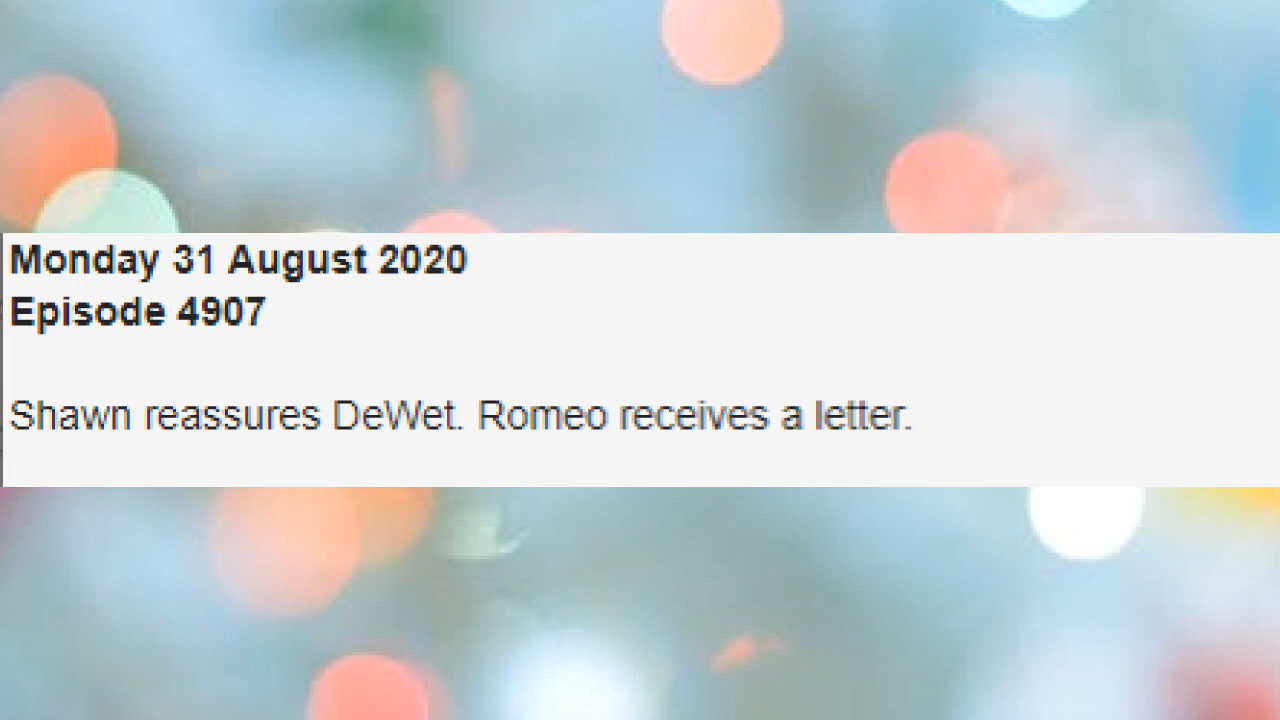 Monday 31 August 2020
Episode 4907
Shawn reassures DeWet. Romeo receives a letter.